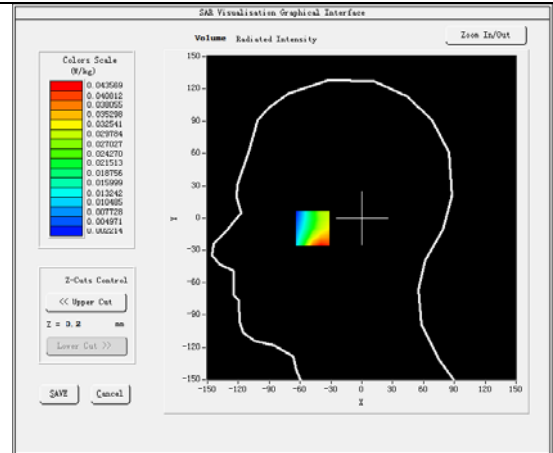 SAR Visualisation Graphical Interface
Volume Radiated Intensity
Zoom In/Out
Colors Scale
(W/kg)
0.043569
0.040812
0.038055
0.035298
0.032541
0.029784
0.027027
0.024270
0.021513
0.018756
0.015999
0.013242
0.010485
0.007728
0.004971
0.002214
Z-Cuts Control
<< Upper Cut
Z = 3.2 mm
Lower Cut >>
SAVE Cancel
150
120
90
60
30
0
-30
-60
-90
-120
-150
Y
-150 -120 -90 -60 -30 0 30 60 90 120 150
X